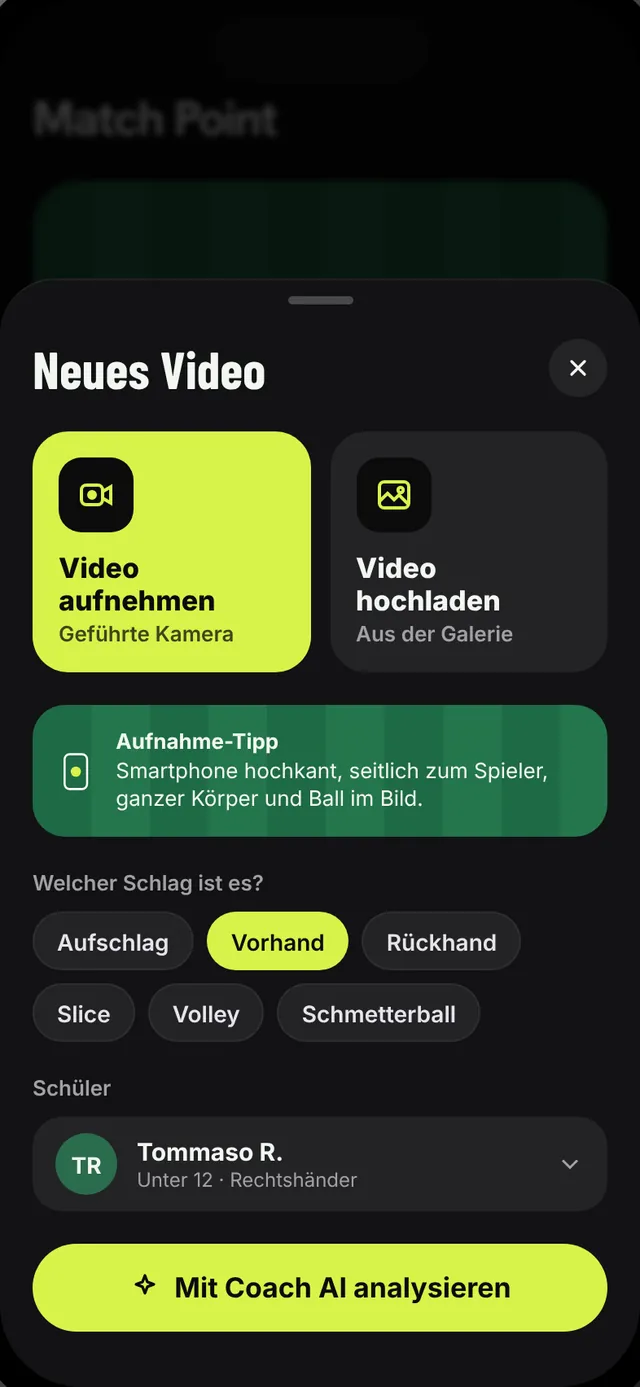 Match Point
Neues Video
Video
aufnehmen
Geführte Kamera
Video
hochladen
Aus der Galerie
Aufnahme-Tipp
Smartphone hochkant, seitlich zum Spieler,
ganzer Körper und Ball im Bild.
Welcher Schlag ist es?
Aufschlag
Vorhand
Rückhand
Slice
Volley
Schmetterball
Schüler
TR
Tommaso R.
Unter 12 · Rechtshänder
Mit Coach AI analysieren